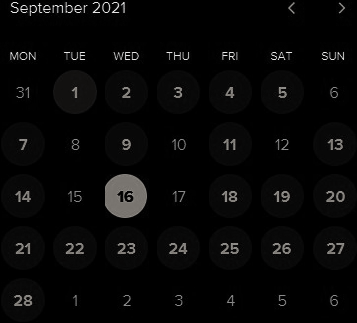 September 2021
MON TUE WED THU FRI SAT SUN
31 1 2 3 4 5 6
7 8 9 10 11 12 13
14 15 16 17 18 19 20
21 22 23 24 25 26 27
28 1 2 3 4 5 6